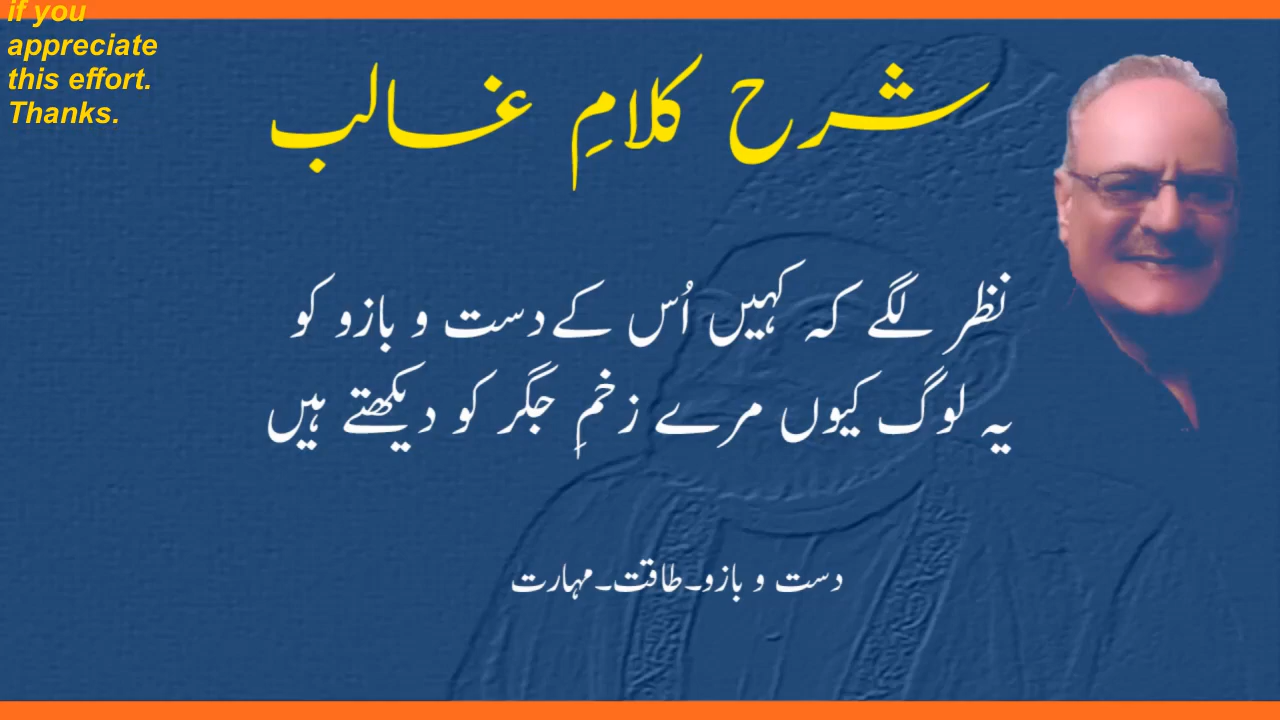 if you
appreciate
this effort.
Thanks.
شرح کلامِ غالب
نظر لگے کہ کہیں اُس کے دست و بازو کو
یہ لوگ کیوں مرے زخمِ جگر کو دیکھتے ہیں
دست و بازو۔طاقت۔مہارت